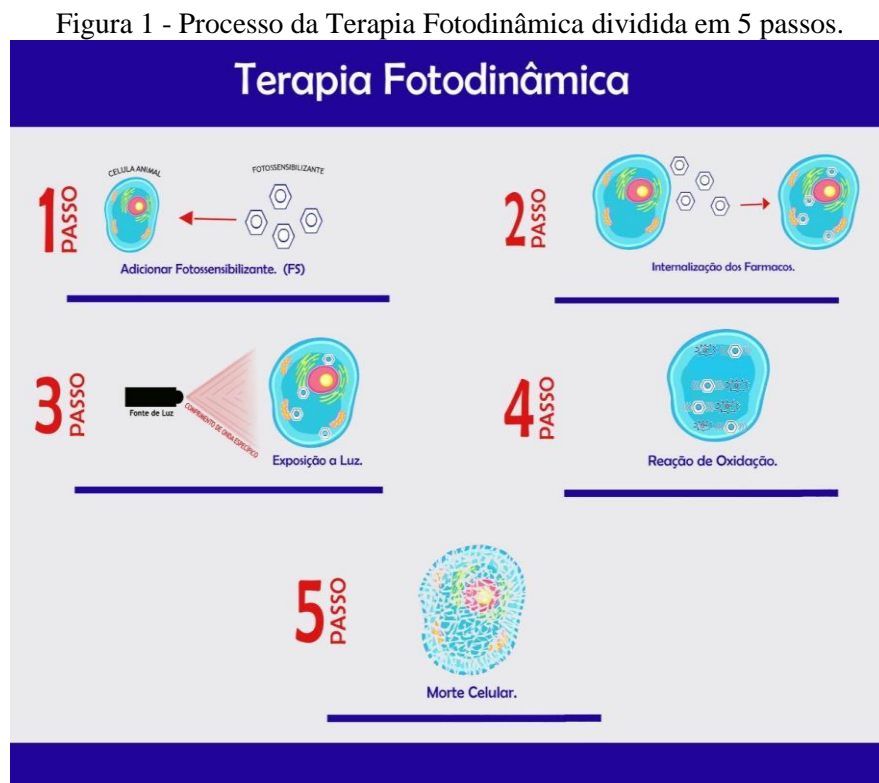 Figura 1 - Processo da Terapia Fotodinâmica dividida em 5 passos.
Terapia Fotodinâmica
1 PASSO
CELULA ANIMAL
FOTOSSENSIBILIZANTE
Adicionar Fotossensibilizante. (FS)
2 PASSO
Internalização dos Farmacos.
3 PASSO
Fonte de Luz
COMPRIMENTO DE ONDA ESPECÍFICO
Exposição a Luz.
4 PASSO
Reação de Oxidação.
5 PASSO
Morte Celular.